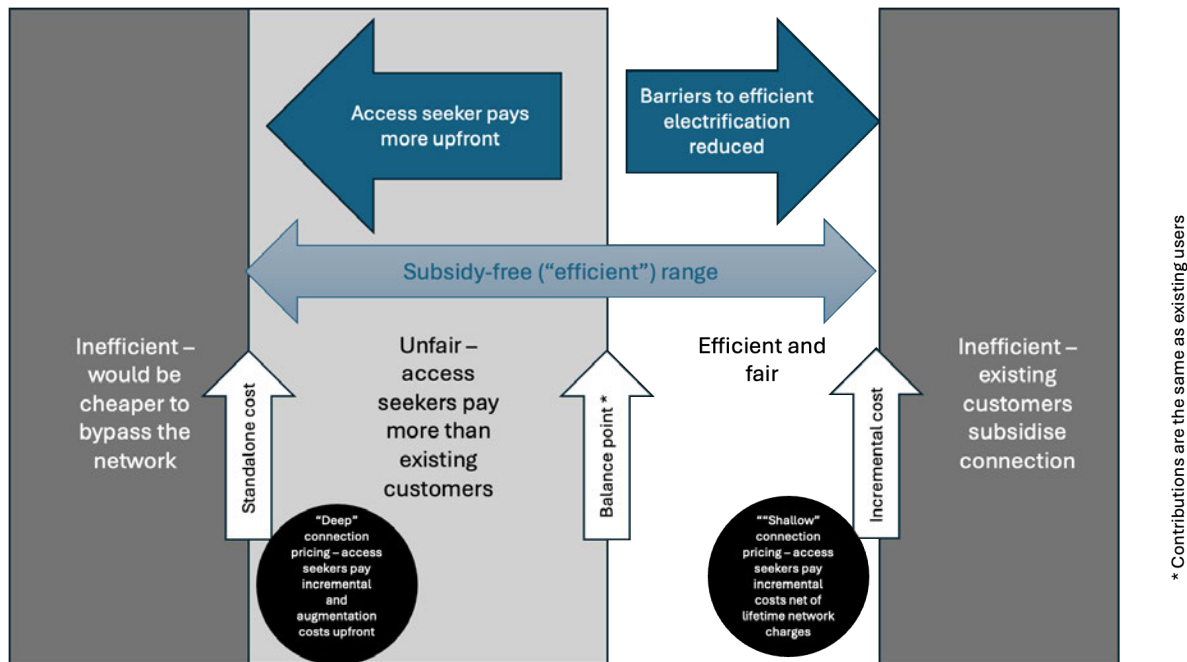 Access seeker pays
more upfront
Barriers to efficient
electrification
reduced
Subsidy-free (“efficient”) range
Inefficient –
would be
cheaper to
bypass the
network
Standalone cost
Unfair –
access
seekers pay
more than
existing
customers
Balance point *
Efficient and
fair
Incremental cost
Inefficient –
existing
customers
subsidise
connection
“Deep”
connection
pricing – access
seekers pay
incremental
and
augmentation
costs upfront
““Shallow”
connection
pricing – access
seekers pay
incremental
costs net of
lifetime network
charges
* Contributions are the same as existing users